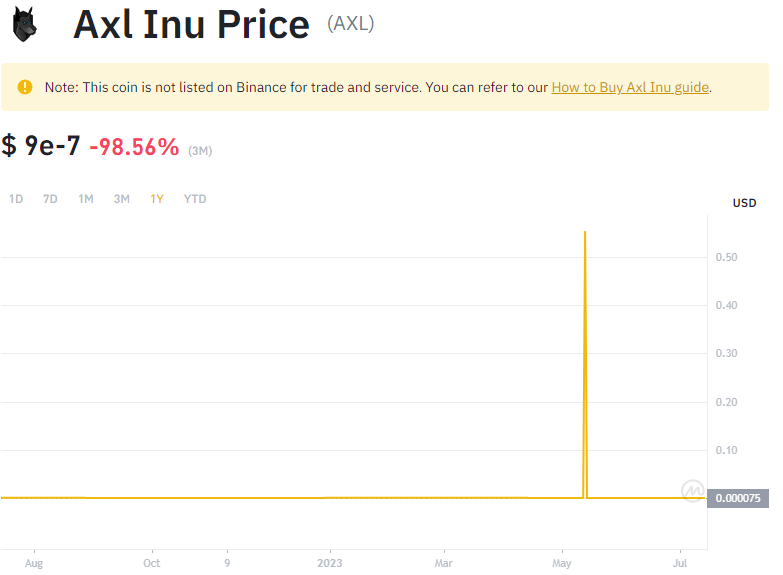 Axl Inu Price (AXL)
Note: This coin is not listed on Binance for trade and service. You can refer to our How to Buy Axl Inu guide.
$ 9e-7 -98.56% (3M)
1D 7D 1M 3M 1Y YTD
USD
0.50
0.40
0.30
0.20
0.10
0.000075
Aug Oct 9 2023 Mar May Jul